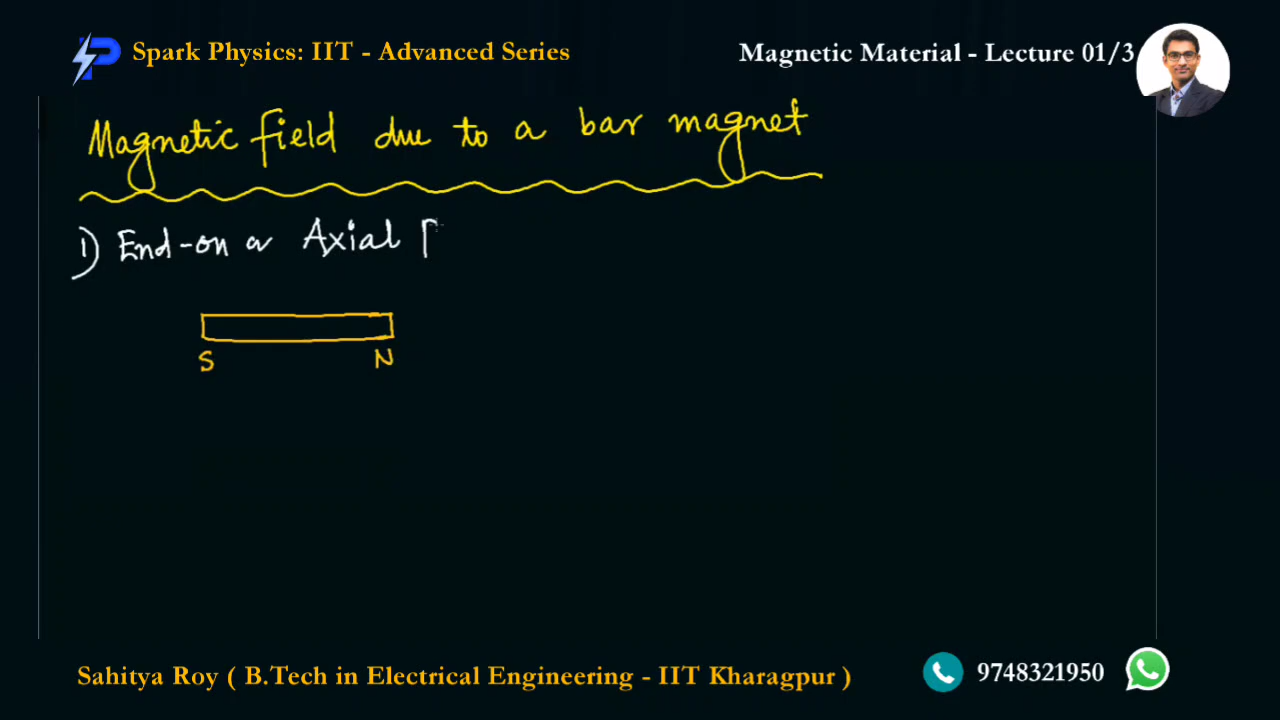 Spark Physics: IIT - Advanced Series
Magnetic Material - Lecture 01/3
Magnetic field due to a bar magnet
1) End-on or Axial
S N
Sahitya Roy ( B.Tech in Electrical Engineering - IIT Kharagpur )
9748321950